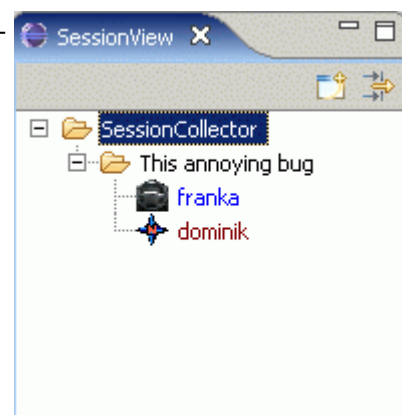 SessionView
SessionCollector
This annoying bug
franka
dominik